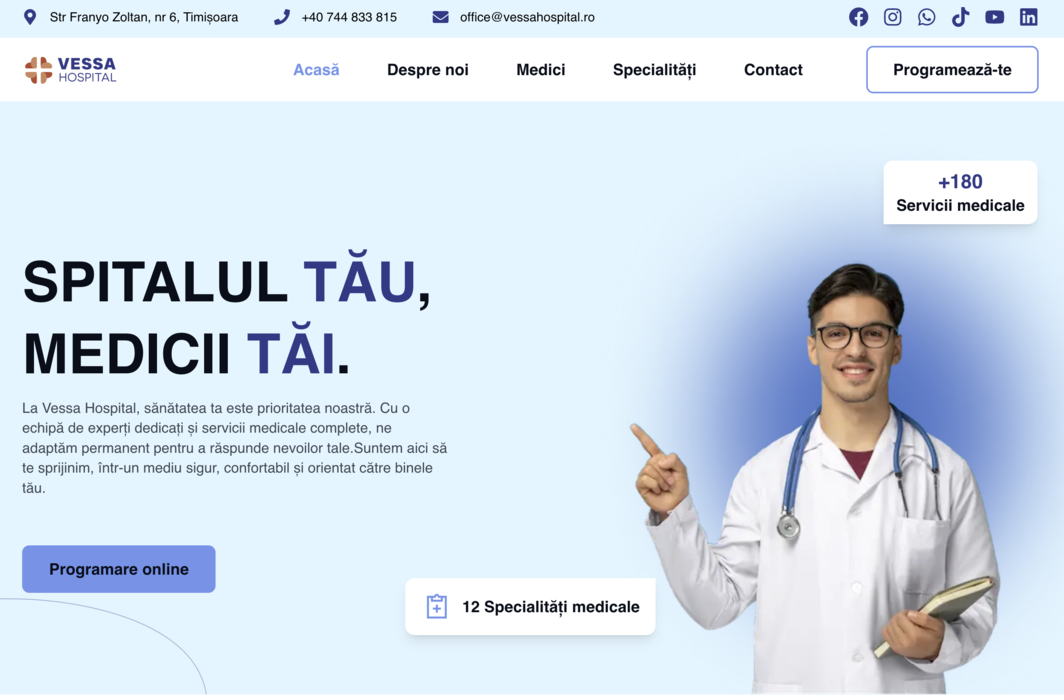 Str Franyo Zoltan, nr 6, Timișoara
+40 744 833 815
office@vessahospital.ro
VESSA
HOSPITAL
Acasă
Despre noi
Medici
Specialități
Contact
Programează-te
+180
Servicii medicale
SPITALUL TĂU,
MEDICII TĂI.
La Vessa Hospital, sănătatea ta este prioritatea noastră. Cu o
echipă de experți dedicați și servicii medicale complete, ne
adaptăm permanent pentru a răspunde nevoilor tale.Suntem aici să
te sprijinim, într-un mediu sigur, confortabil și orientat către binele
tău.
Programare online
12 Specialități medicale